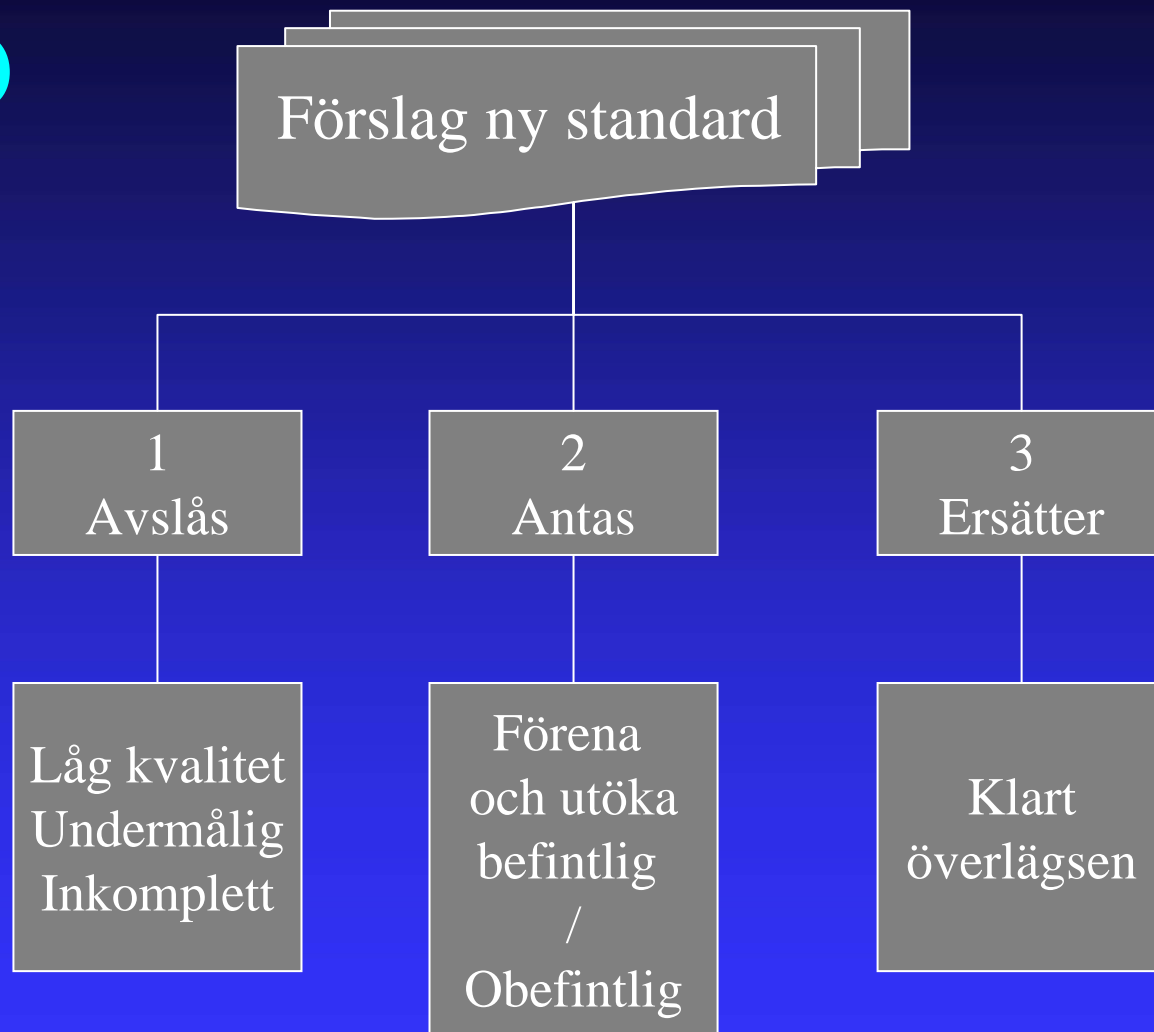 Förslag ny standard
1
Avslås
2
Antas
3
Ersätter
Låg kvalitet
Undermålig
Inkomplett
Förena
och utöka
befintlig
/
Obefintlig
Klart
överlägsen